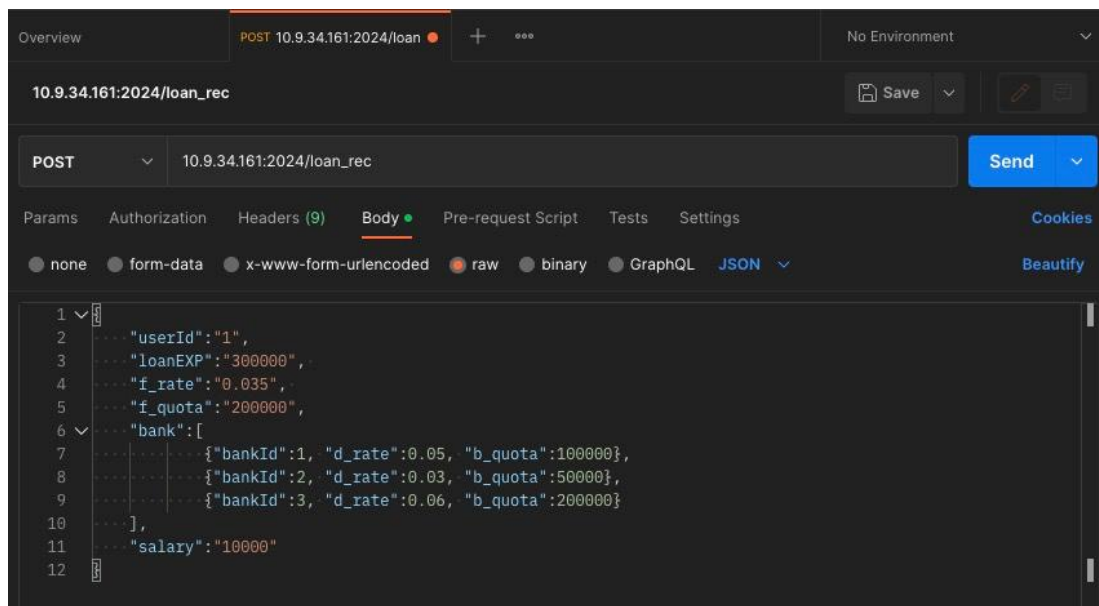 Overview POST 10.9.34.161:2024/loan No Environment
10.9.34.161:2024/loan_rec Save
POST 10.9.34.161:2024/loan_rec Send
Params Authorization Headers (9) Body Pre-request Script Tests Settings Cookies
none form-data x-www-form-urlencoded raw binary GraphQL JSON Beautify
1 {
2 "userId":"1",
3 "loanEXP":"300000",
4 "f_rate":"0.035",
5 "f_quota":"200000",
6 "bank":[
7 {"bankId":1, "d_rate":0.05, "b_quota":100000},
8 {"bankId":2, "d_rate":0.03, "b_quota":50000},
9 {"bankId":3, "d_rate":0.06, "b_quota":200000}
10 ],
11 "salary":"10000"
12 }